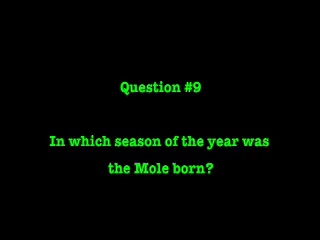 Question #9
In which season of the year was
the Mole born?